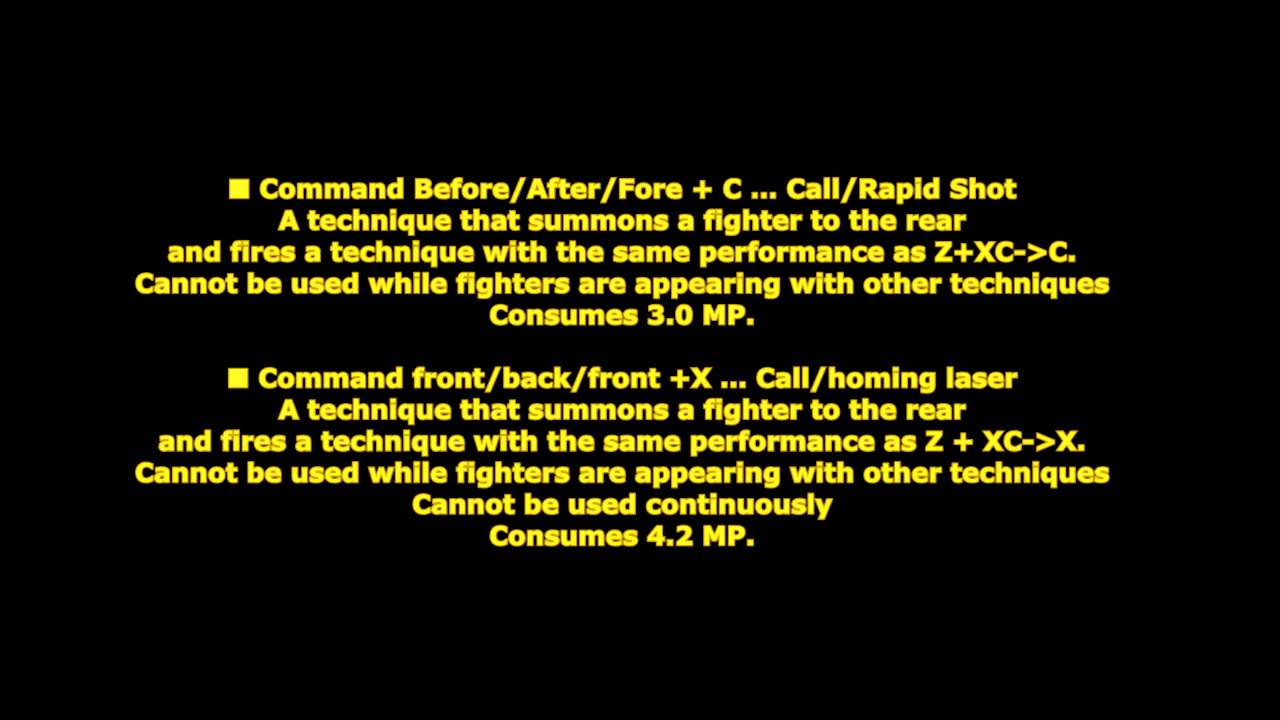 ■ Command Before/After/Fore + C ... Call/Rapid Shot
A technique that summons a fighter to the rear
and fires a technique with the same performance as Z+XC->C.
Cannot be used while fighters are appearing with other techniques
Consumes 3.0 MP.
■ Command front/back/front +X ... Call/homing laser
A technique that summons a fighter to the rear
and fires a technique with the same performance as Z + XC->X.
Cannot be used while fighters are appearing with other techniques
Cannot be used continuously
Consumes 4.2 MP.